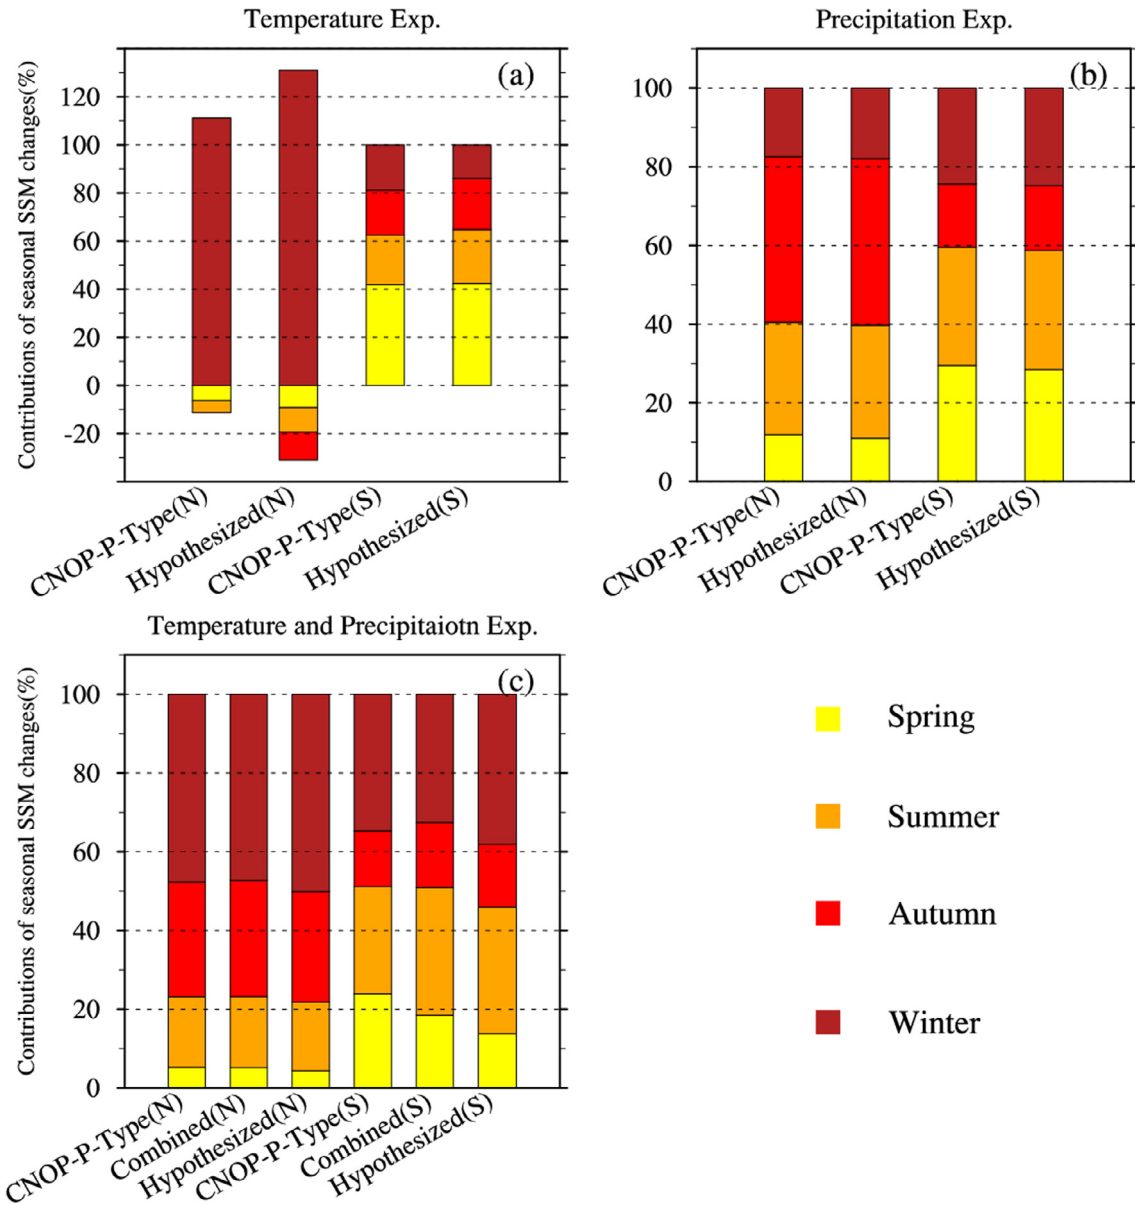 Temperature Exp.
(a)
Contributions of seasonal SSM changes(%)
120
100
80
60
40
20
0
-20
CNOP-P-Type(N)
Hypothesized(N)
CNOP-P-Type(S)
Hypothesized(S)
Precipitation Exp.
(b)
100
80
60
40
20
0
CNOP-P-Type(N)
Hypothesized(N)
CNOP-P-Type(S)
Hypothesized(S)
Temperature and Precipitaiotn Exp.
(c)
Contributions of seasonal SSM changes(%)
100
80
60
40
20
0
CNOP-P-Type(N)
Combined(N)
Hypothesized(N)
CNOP-P-Type(S)
Combined(S)
Hypothesized(S)
Spring
Summer
Autumn
Winter